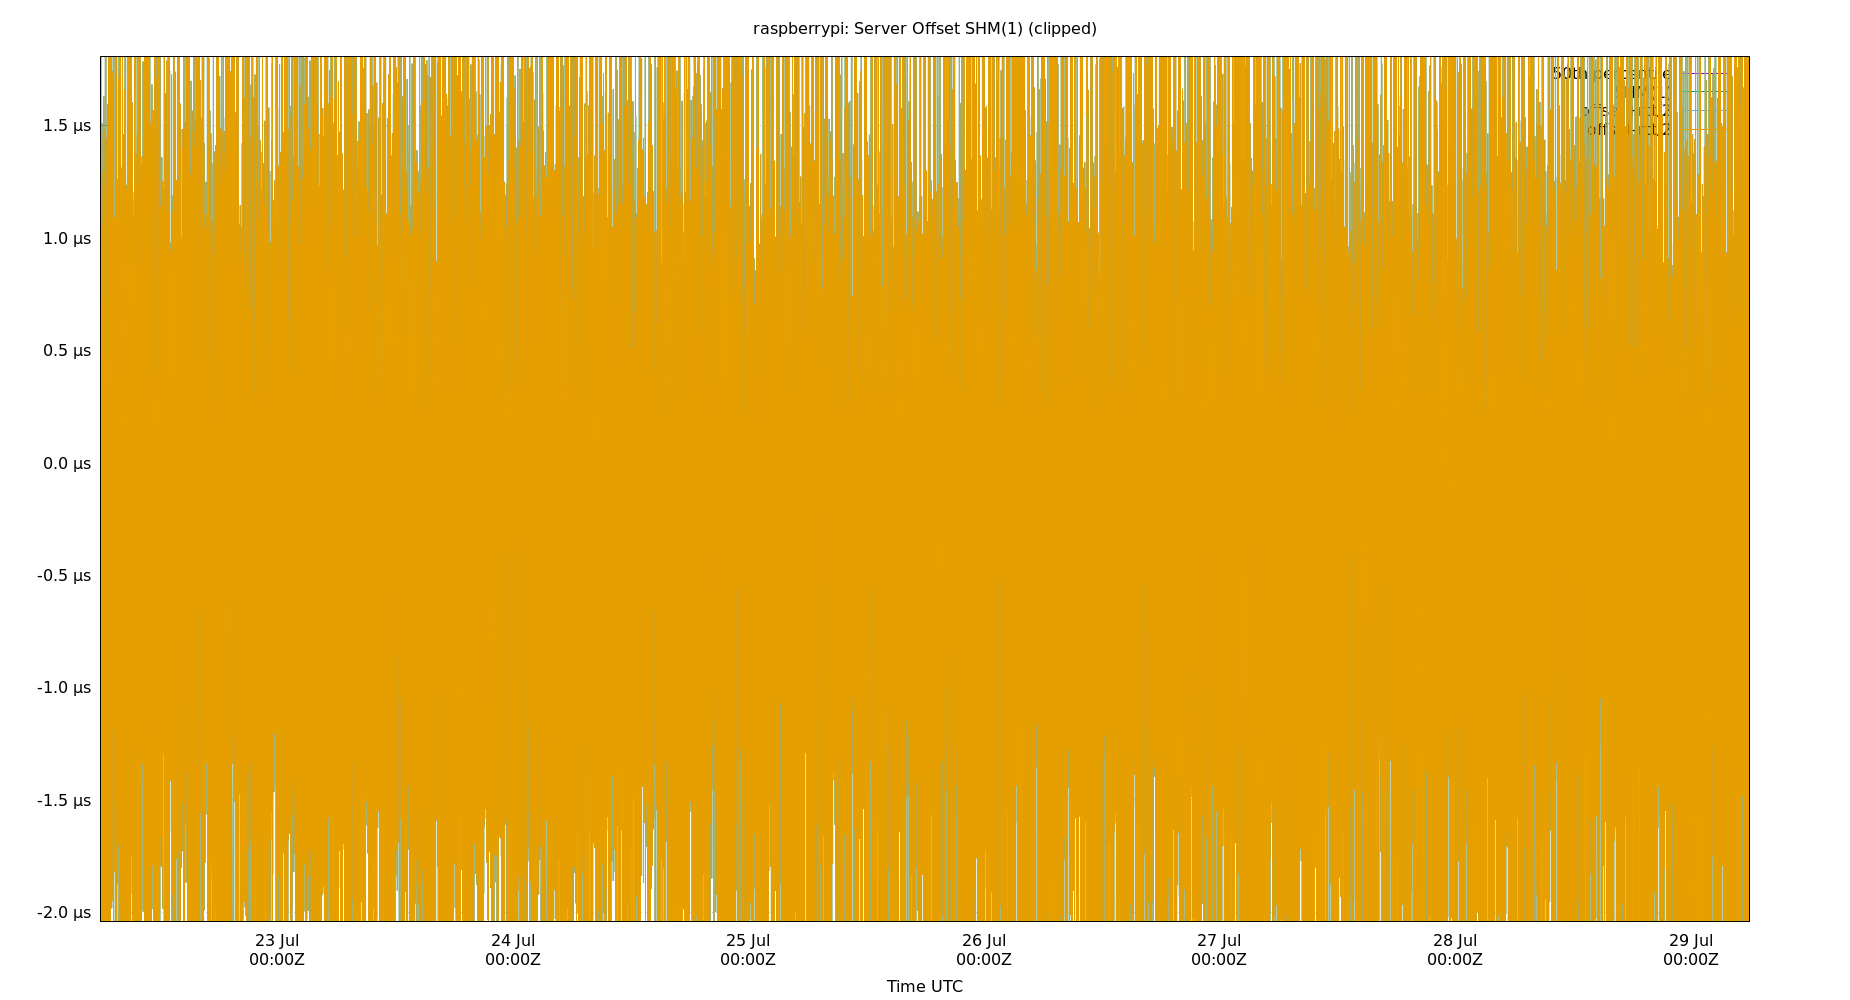 raspberrypi: Server Offset SHM(1) (clipped)
50th percentile
1.5 µs
1.0 µs
0.5 µs
0.0 µs
-0.5 µs
-1.0 µs
-1.5 µs
-2.0 µs
23 Jul 24 Jul 25 Jul 26 Jul 27 Jul 28 Jul 29 Jul
00:00Z 00:00Z 00:00Z 00:00Z 00:00Z 00:00Z 00:00Z
Time UTC